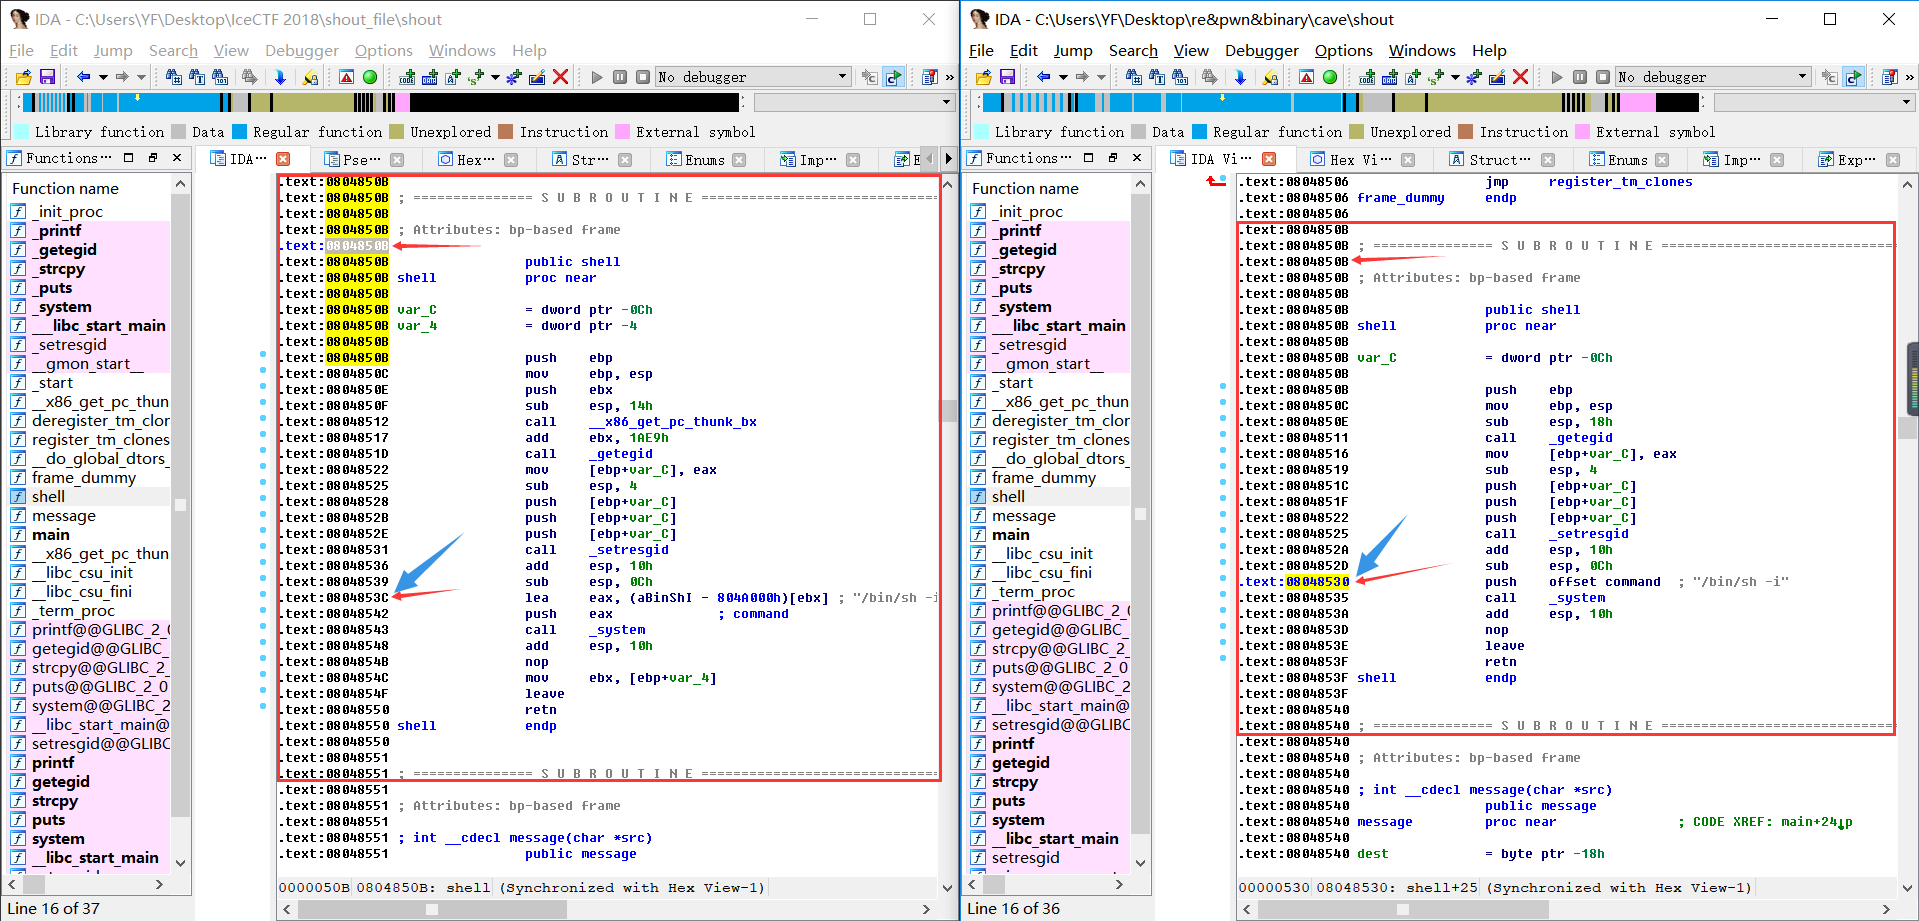 IDA - C:\Users\YF\Desktop\IceCTF 2018\shout_file\shout
File Edit Jump Search View Debugger Options Windows Help
No debugger
Library function Data Regular function Unexplored Instruction External symbol
Functions··· IDA··· Pse··· Hex··· Str··· Enums Imp··· E
Function name
_init_proc
_printf
_getegid
_strcpy
_puts
_system
___libc_start_main
_setresgid
__gmon_start__
_start
__x86_get_pc_thun
deregister_tm_clor
register_tm_clones
__do_global_dtors_
frame_dummy
shell
message
main
__x86_get_pc_thun
__libc_csu_init
__libc_csu_fini
_term_proc
printf@@GLIBC_2_0
getegid@@GLIBC_2
strcpy@@GLIBC_2_
puts@@GLIBC_2_0
system@@GLIBC_2
__libc_start_main@
setresgid@@GLIBC
printf
getegid
strcpy
puts
system
__libc_start_main
Line 16 of 37
.text:0804850B
.text:0804850B ; =============== S U B R O U T I N E ==============================
.text:0804850B
.text:0804850B ; Attributes: bp-based frame
.text:0804850B
.text:0804850B public shell
.text:0804850B shell proc near
.text:0804850B
.text:0804850B var_C = dword ptr -0Ch
.text:0804850B var_4 = dword ptr -4
.text:0804850B
.text:0804850B push ebp
.text:0804850C mov ebp, esp
.text:0804850E push ebx
.text:0804850F sub esp, 14h
.text:08048512 call __x86_get_pc_thunk_bx
.text:08048517 add ebx, 1AE9h
.text:0804851D call _getegid
.text:08048522 mov [ebp+var_C], eax
.text:08048525 sub esp, 4
.text:08048528 push [ebp+var_C]
.text:0804852B push [ebp+var_C]
.text:0804852E push [ebp+var_C]
.text:08048531 call _setresgid
.text:08048536 add esp, 10h
.text:08048539 sub esp, 0Ch
.text:0804853C lea eax, (aBinShI - 804A000h)[ebx] ; "/bin/sh -i
.text:08048542 push eax ; command
.text:08048543 call _system
.text:08048548 add esp, 10h
.text:0804854B nop
.text:0804854C mov ebx, [ebp+var_4]
.text:0804854F leave
.text:08048550 retn
.text:08048550 shell endp
.text:08048550
.text:08048551
.text:08048551 ; =============== S U B R O U T I N E ==============================
.text:08048551
.text:08048551 ; Attributes: bp-based frame
.text:08048551
.text:08048551 ; int __cdecl message(char *src)
.text:08048551 public message
0000050B 0804850B: shell (Synchronized with Hex View-1)
IDA - C:\Users\YF\Desktop\re&pwn&binary\cave\shout
File Edit Jump Search View Debugger Options Windows Help
No debugger
Library function Data Regular function Unexplored Instruction External symbol
Functions··· IDA Vi··· Hex Vi··· Struct··· Enums Imp··· Exp···
Function name
_init_proc
_printf
_getegid
_strcpy
_puts
_system
___libc_start_main
_setresgid
__gmon_start__
_start
__x86_get_pc_thun
deregister_tm_clor
register_tm_clones
__do_global_dtors_
frame_dummy
shell
message
main
__libc_csu_init
__libc_csu_fini
_term_proc
printf@@GLIBC_2_0
getegid@@GLIBC_
strcpy@@GLIBC_2_
puts@@GLIBC_2_0
system@@GLIBC_2
__libc_start_main@
setresgid@@GLIBC
printf
getegid
strcpy
puts
system
__libc_start_main
setresgid
Line 16 of 36
.text:08048506 jmp register_tm_clones
.text:08048506 frame_dummy endp
.text:08048506
.text:0804850B
.text:0804850B ; =============== S U B R O U T I N E ==============================
.text:0804850B
.text:0804850B ; Attributes: bp-based frame
.text:0804850B
.text:0804850B public shell
.text:0804850B shell proc near
.text:0804850B
.text:0804850B var_C = dword ptr -0Ch
.text:0804850B
.text:0804850B push ebp
.text:0804850C mov ebp, esp
.text:0804850E sub esp, 18h
.text:08048511 call _getegid
.text:08048516 mov [ebp+var_C], eax
.text:08048519 sub esp, 4
.text:0804851C push [ebp+var_C]
.text:0804851F push [ebp+var_C]
.text:08048522 push [ebp+var_C]
.text:08048525 call _setresgid
.text:0804852A add esp, 10h
.text:0804852D sub esp, 0Ch
.text:08048530 push offset command ; "/bin/sh -i"
.text:08048535 call _system
.text:0804853A add esp, 10h
.text:0804853D nop
.text:0804853E leave
.text:0804853F retn
.text:0804853F shell endp
.text:0804853F
.text:08048540
.text:08048540 ; =============== S U B R O U T I N E ==============================
.text:08048540
.text:08048540 ; Attributes: bp-based frame
.text:08048540
.text:08048540 ; int __cdecl message(char *src)
.text:08048540 public message
.text:08048540 message proc near ; CODE XREF: main+24↓p
.text:08048540
.text:08048540 dest = byte ptr -18h
00000530 08048530: shell+25 (Synchronized with Hex View-1)